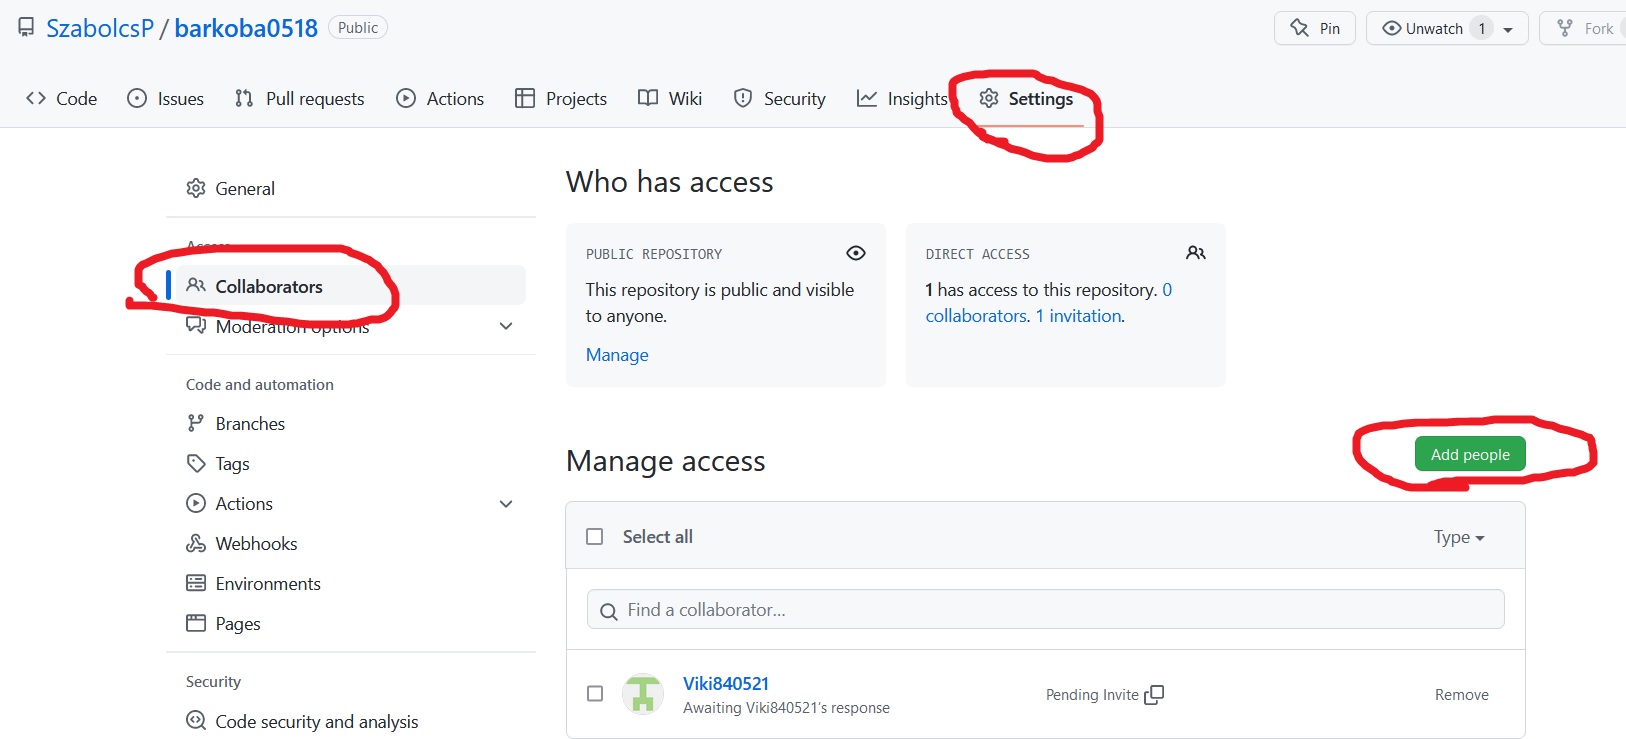 SzabolcsP / barkoba0518 Public
Pin Unwatch 1 Fork
Code Issues Pull requests Actions Projects Wiki Security Insights Settings
General
Access
Collaborators
Moderation options
Code and automation
Branches
Tags
Actions
Webhooks
Environments
Pages
Security
Code security and analysis
Who has access
PUBLIC REPOSITORY
This repository is public and visible
to anyone.
Manage
DIRECT ACCESS
1 has access to this repository. 0
collaborators. 1 invitation.
Manage access
Add people
Select all Type
Find a collaborator...
Viki840521
Awaiting Viki840521's response
Pending Invite
Remove